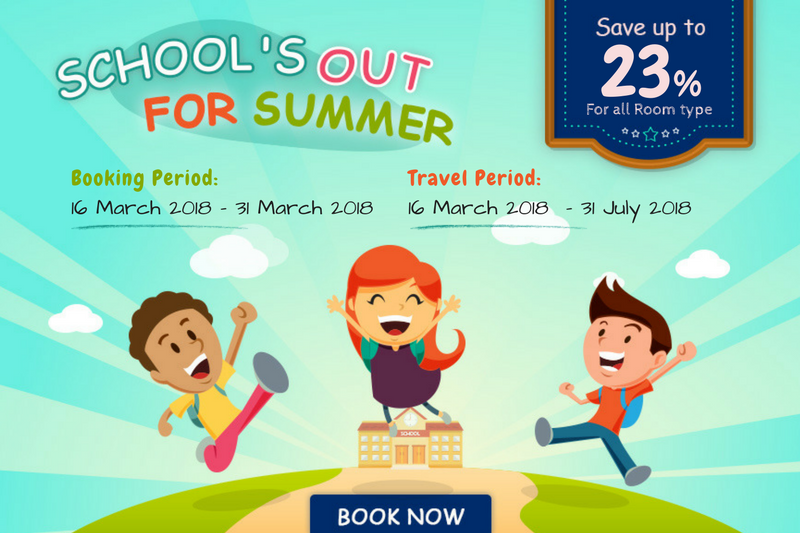 SCHOOL'S OUT
FOR SUMMER
Save up to
23%
For all Room type
Booking Period:
16 March 2018 - 31 March 2018
Travel Period:
16 March 2018 - 31 July 2018
SCHOOL
BOOK NOW